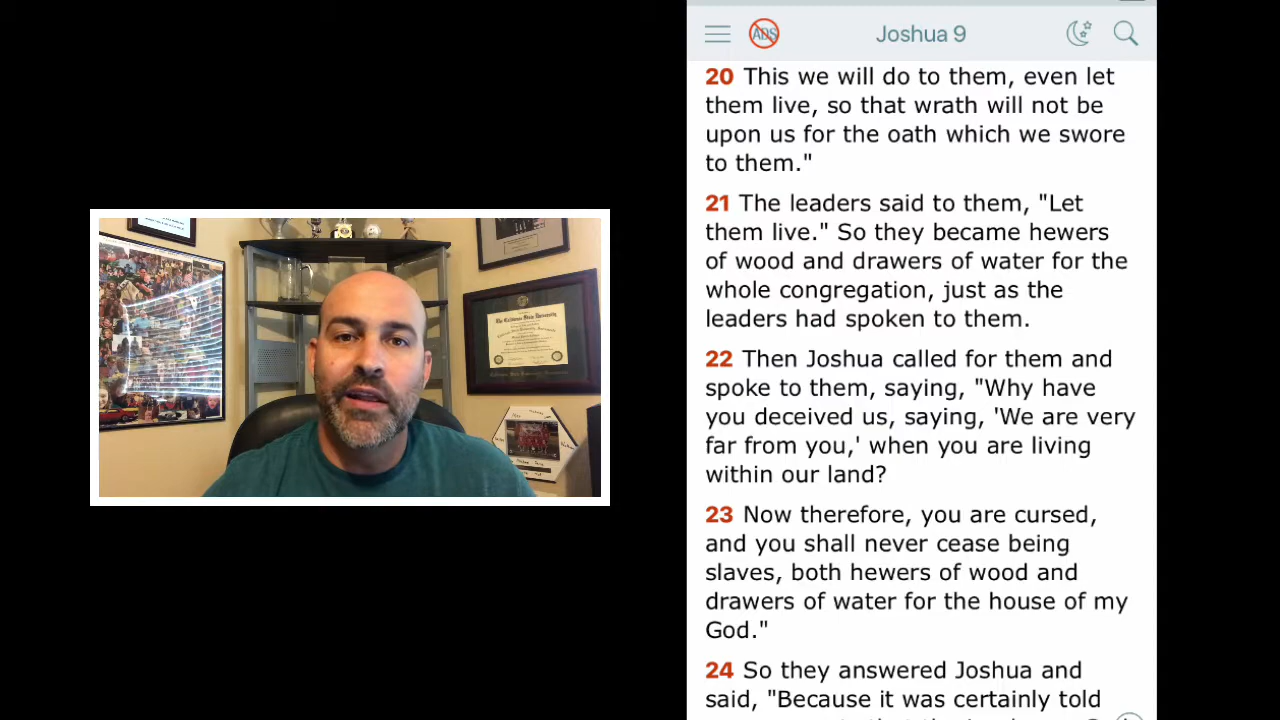 ADS
Joshua 9
20 This we will do to them, even let
them live, so that wrath will not be
upon us for the oath which we swore
to them."
21 The leaders said to them, "Let
them live." So they became hewers
of wood and drawers of water for the
whole congregation, just as the
leaders had spoken to them.
22 Then Joshua called for them and
spoke to them, saying, "Why have
you deceived us, saying, 'We are very
far from you,' when you are living
within our land?
23 Now therefore, you are cursed,
and you shall never cease being
slaves, both hewers of wood and
drawers of water for the house of my
God."
24 So they answered Joshua and
said, "Because it was certainly told
The California State University